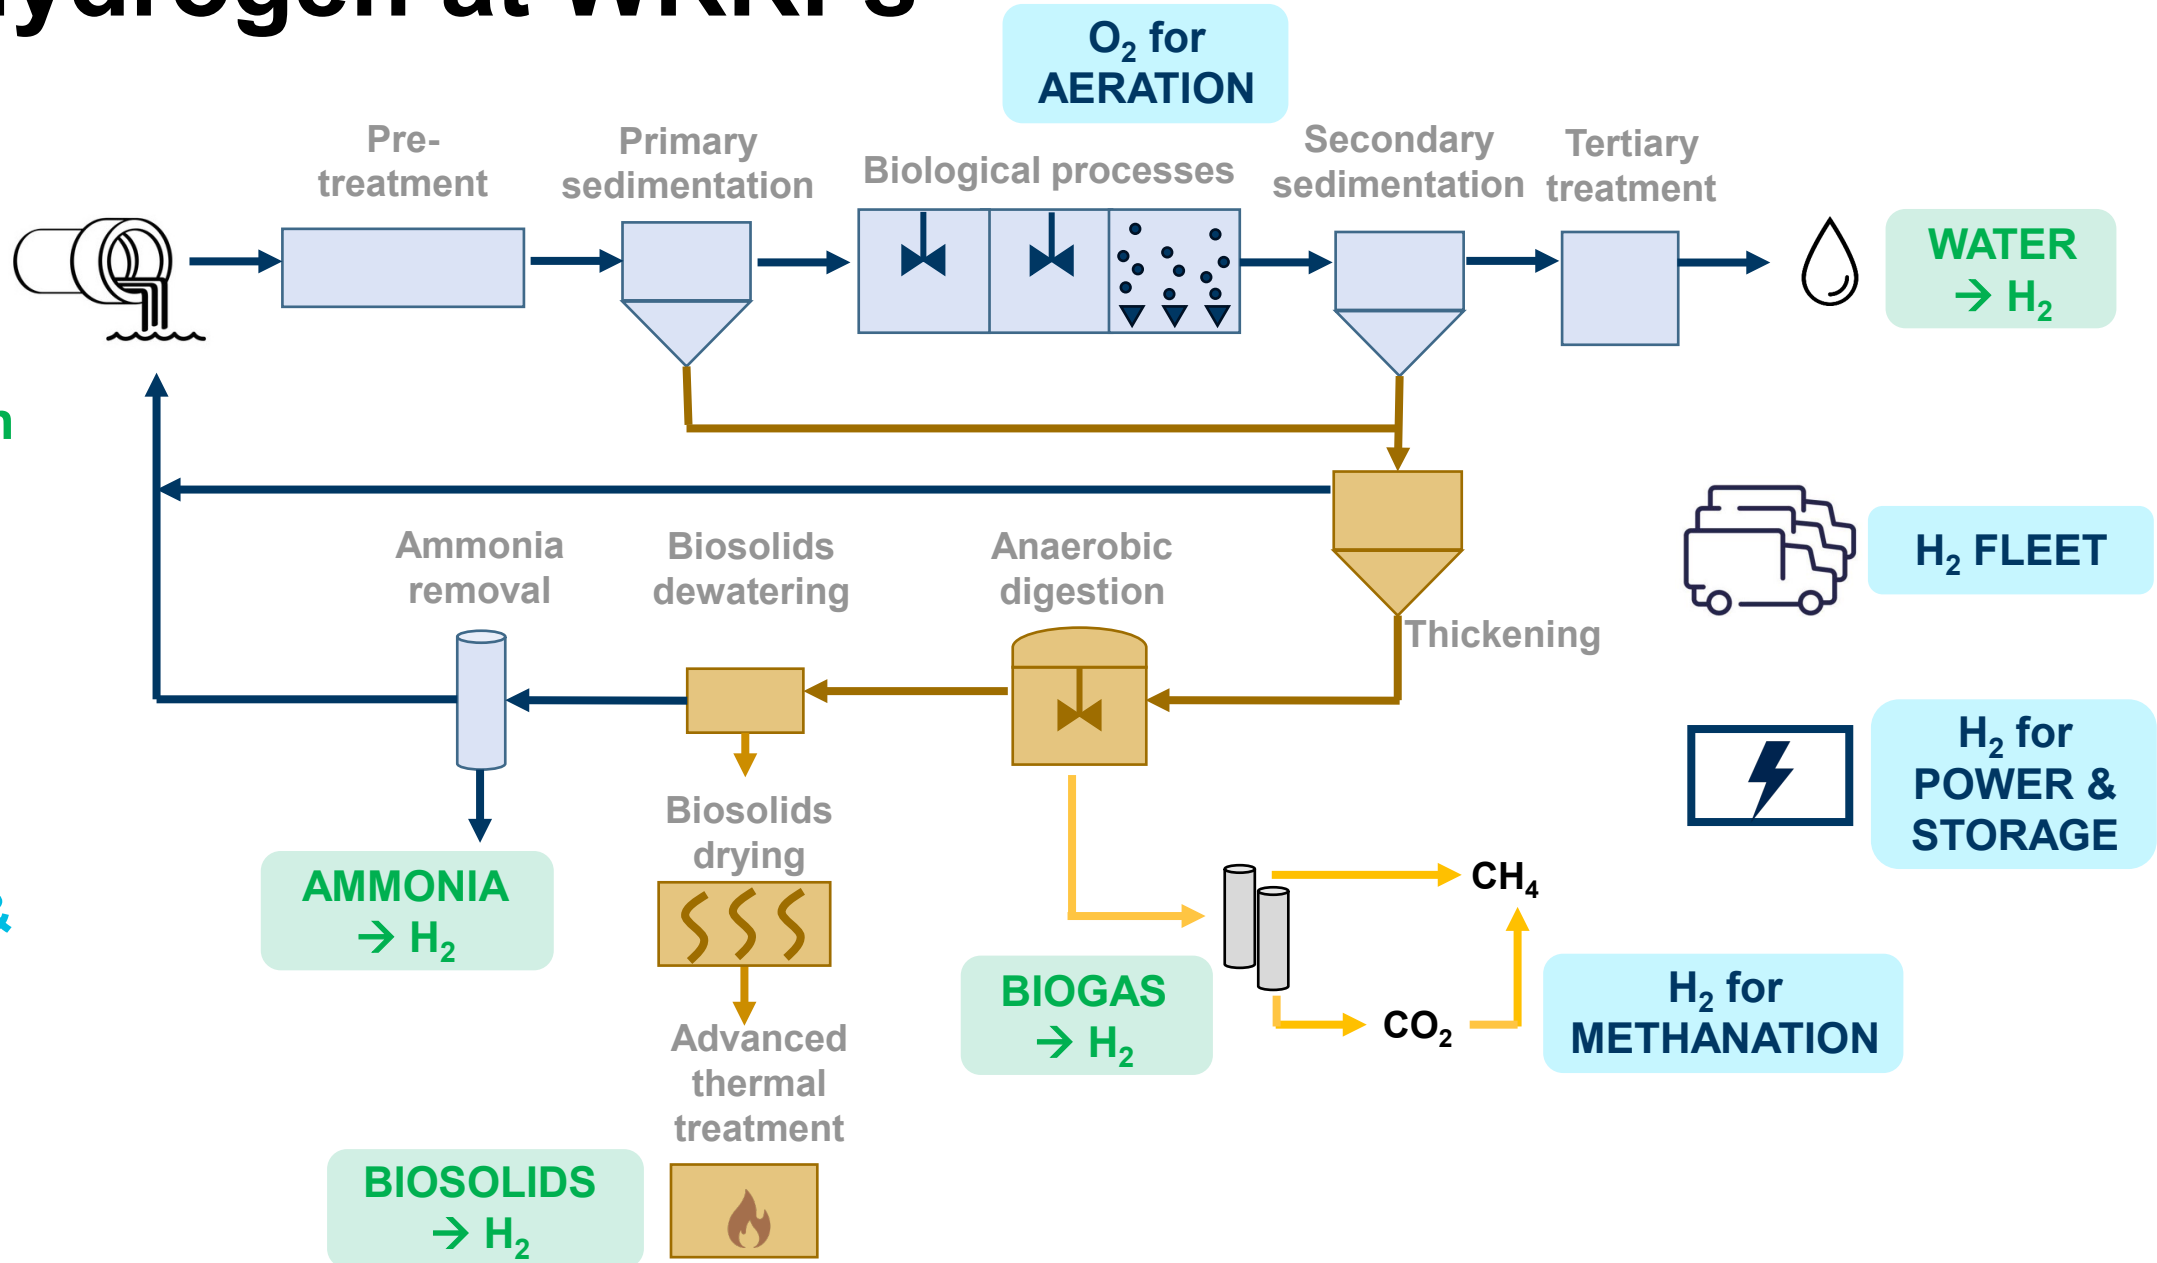 O₂ for
AERATION
Pre-
treatment
Primary
sedimentation
Biological processes
Secondary
sedimentation
Tertiary
treatment
WATER
→ H₂
Ammonia
removal
Biosolids
dewatering
Anaerobic
digestion
H₂ FLEET
Thickening
H₂ for
POWER &
STORAGE
Biosolids
drying
AMMONIA
→ H₂
CH₄
&
BIOGAS
→ H₂
CO₂
H₂ for
METHANATION
Advanced
thermal
treatment
BIOSOLIDS
→ H₂